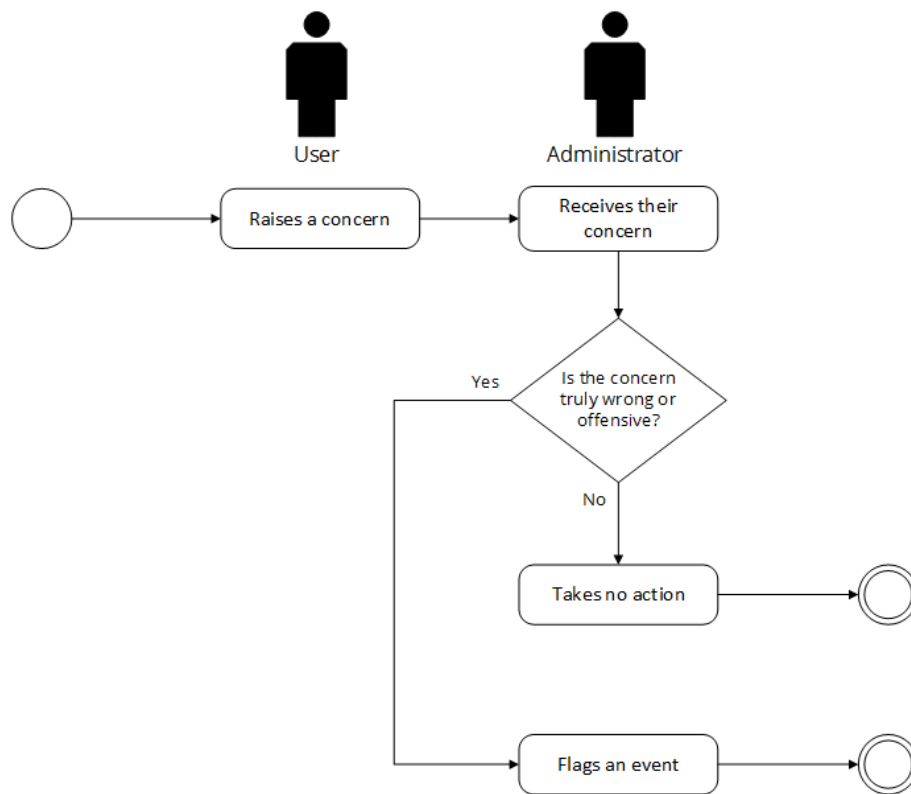 User
Administrator
Raises a concern
Receives their
concern
Is the concern
truly wrong or
offensive?
Yes
No
Takes no action
Flags an event